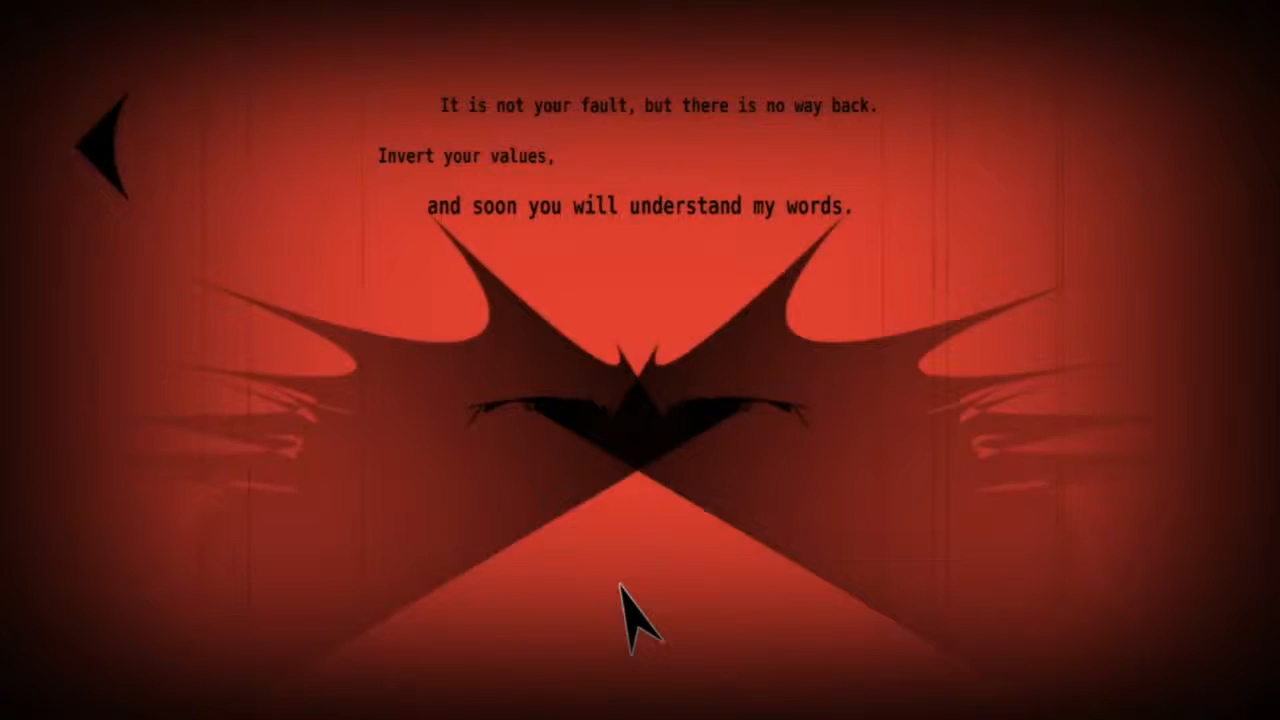 It is not your fault, but there is no way back.
Invert your values,
and soon you will understand my words.